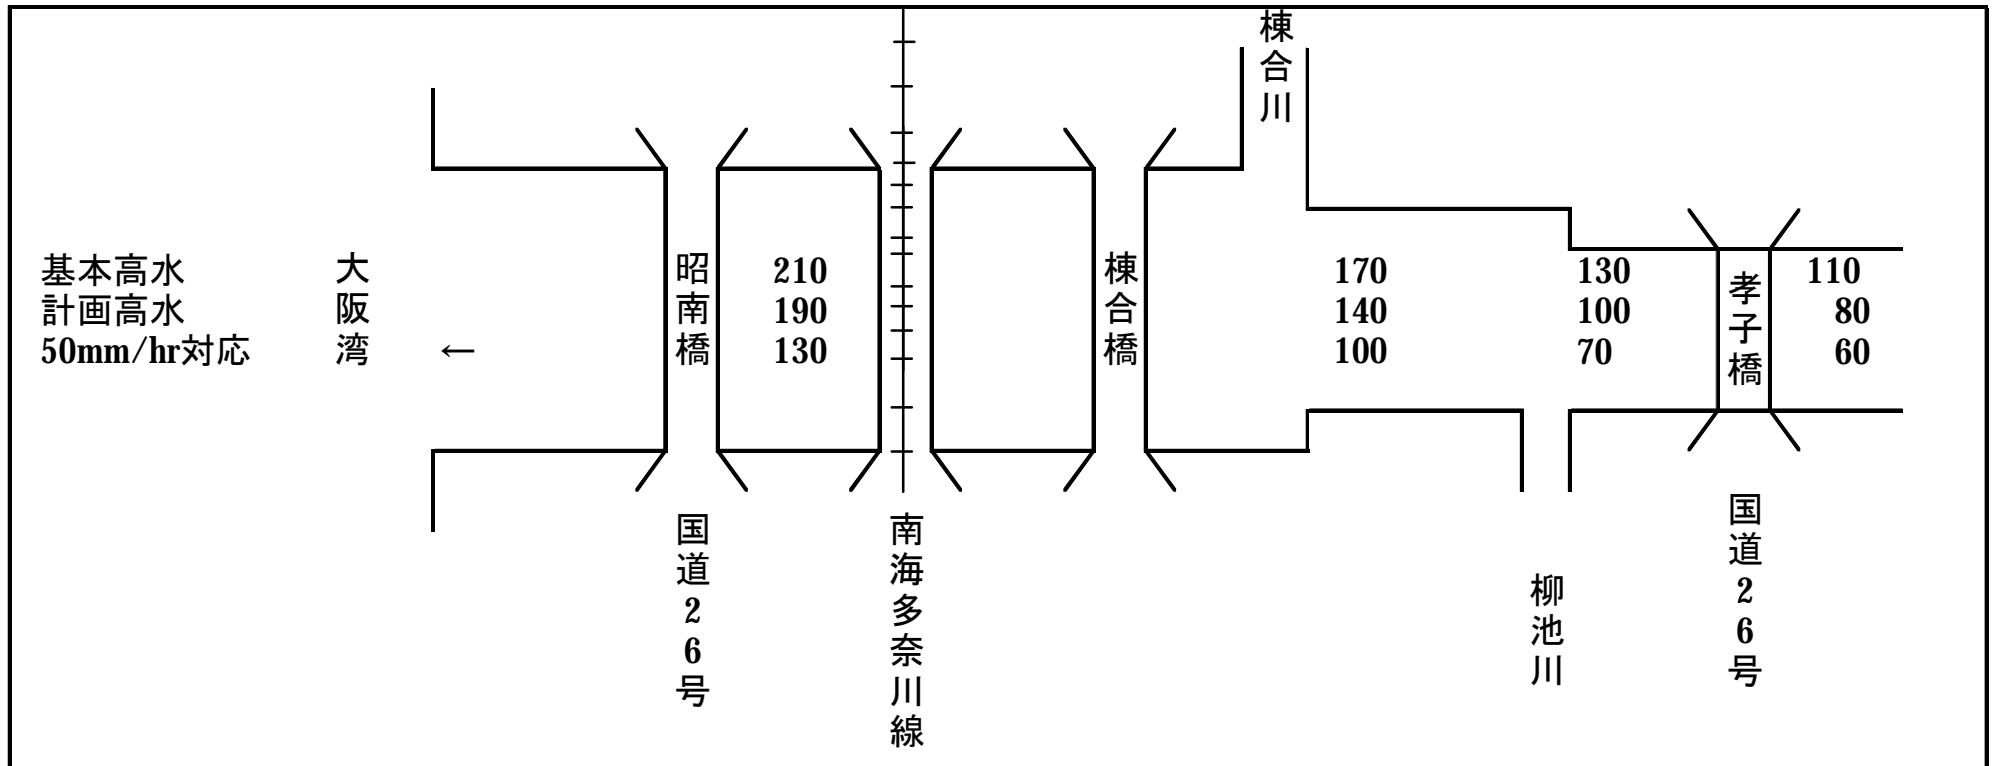 棟合川
基本高水
計画高水
50mm/hr対応
大阪湾
←
昭南橋
210
190
130
棟合橋
170
140
100
130
100
70
孝子橋
110
80
60
国道26号
南海多奈川線
柳池川
国道26号